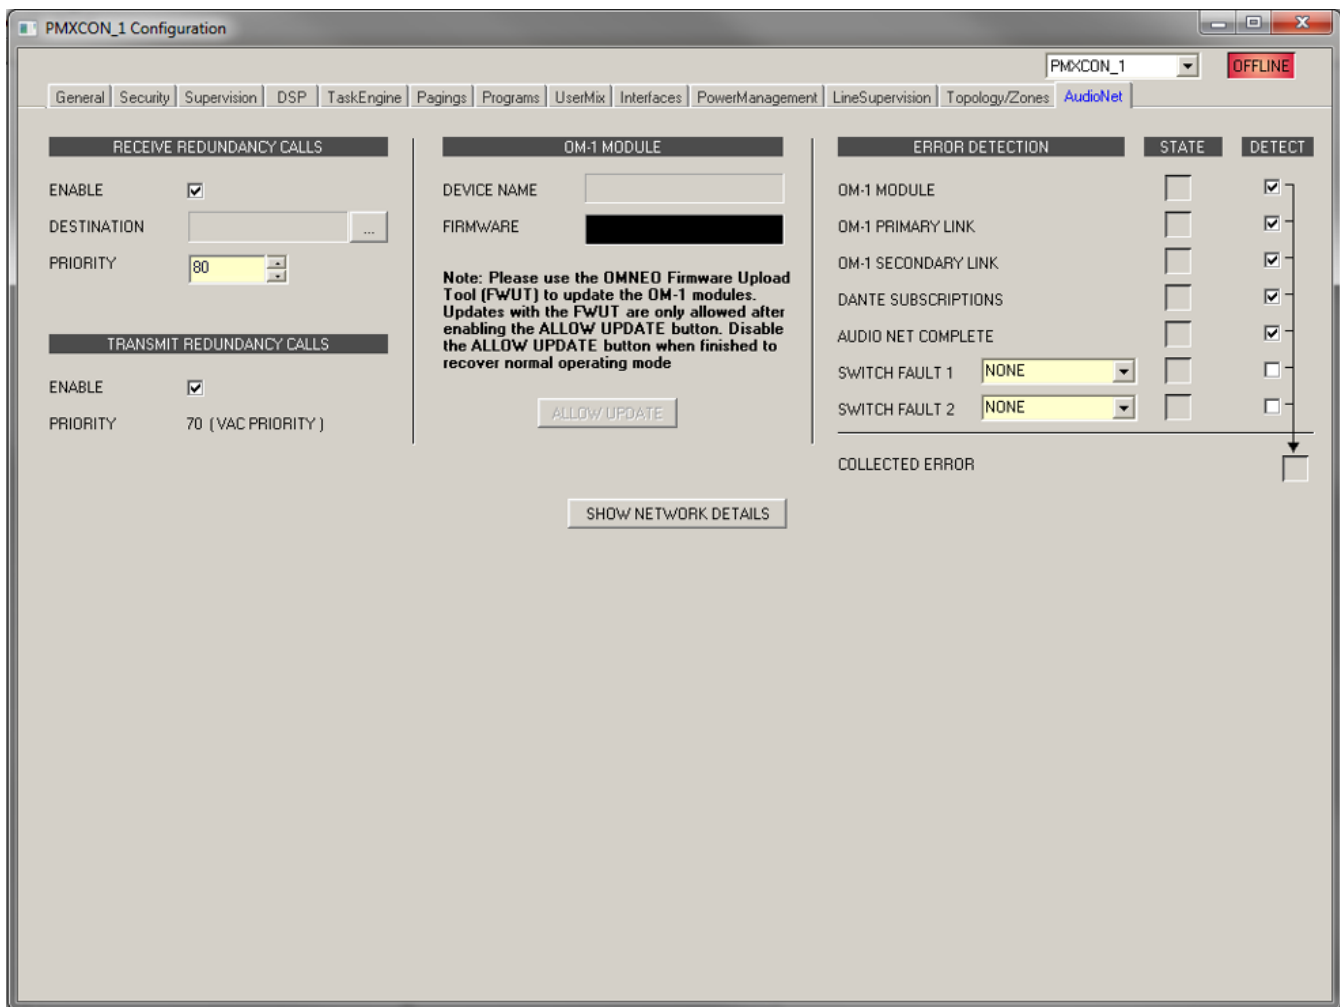 PMXCON_1 Configuration
PMXCON_1
OFFLINE
General Security Supervision DSP TaskEngine Pagings Programs UserMix Interfaces PowerManagement LineSupervision Topology/Zones AudioNet
RECEIVE REDUNDANCY CALLS
ENABLE
DESTINATION
...
PRIORITY
80
TRANSMIT REDUNDANCY CALLS
ENABLE
PRIORITY
70 ( VAC PRIORITY )
OM-1 MODULE
DEVICE NAME
FIRMWARE
Note: Please use the OMNEO Firmware Upload
Tool (FWUT) to update the OM-1 modules.
Updates with the FWUT are only allowed after
enabling the ALLOW UPDATE button. Disable
the ALLOW UPDATE button when finished to
recover normal operating mode
ALLOW UPDATE
ERROR DETECTION
STATE
DETECT
OM-1 MODULE
OM-1 PRIMARY LINK
OM-1 SECONDARY LINK
DANTE SUBSCRIPTIONS
AUDIO NET COMPLETE
SWITCH FAULT 1
NONE
SWITCH FAULT 2
NONE
COLLECTED ERROR
SHOW NETWORK DETAILS